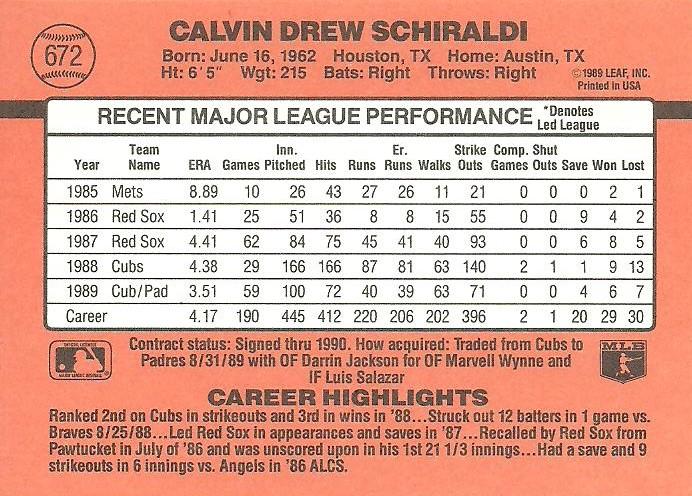 672
CALVIN DREW SCHIRALDI
Born: June 16, 1962 Houston, TX Home: Austin, TX
Ht: 6'5" Wgt: 215 Bats: Right Throws: Right
©1989 LEAF, INC.
Printed in USA
RECENT MAJOR LEAGUE PERFORMANCE *Denotes
Led League
Team Inn. Er. Strike Comp. Shut
Year Name ERA Games Pitched Hits Runs Runs Walks Outs Games Outs Save Won Lost
1985 Mets 8.89 10 26 43 27 26 11 21 0 0 0 2 1
1986 Red Sox 1.41 25 51 36 8 8 15 55 0 0 9 4 2
1987 Red Sox 4.41 62 84 75 45 41 40 93 0 0 6 8 5
1988 Cubs 4.38 29 166 166 87 81 63 140 2 1 1 9 13
1989 Cub/Pad 3.51 59 100 72 40 39 63 71 0 0 4 6 7
Career 4.17 190 445 412 220 206 202 396 2 1 20 29 30
Contract status: Signed thru 1990. How acquired: Traded from Cubs to
Padres 8/31/89 with OF Darrin Jackson for OF Marvell Wynne and
IF Luis Salazar
MLB
CAREER HIGHLIGHTS
Ranked 2nd on Cubs in strikeouts and 3rd in wins in '88...Struck out 12 batters in 1 game vs.
Braves 8/25/88...Led Red Sox in appearances and saves in '87...Recalled by Red Sox from
Pawtucket in July of '86 and was unscored upon in his 1st 21 1/3 innings...Had a save and 9
strikeouts in 6 innings vs. Angels in '86 ALCS.